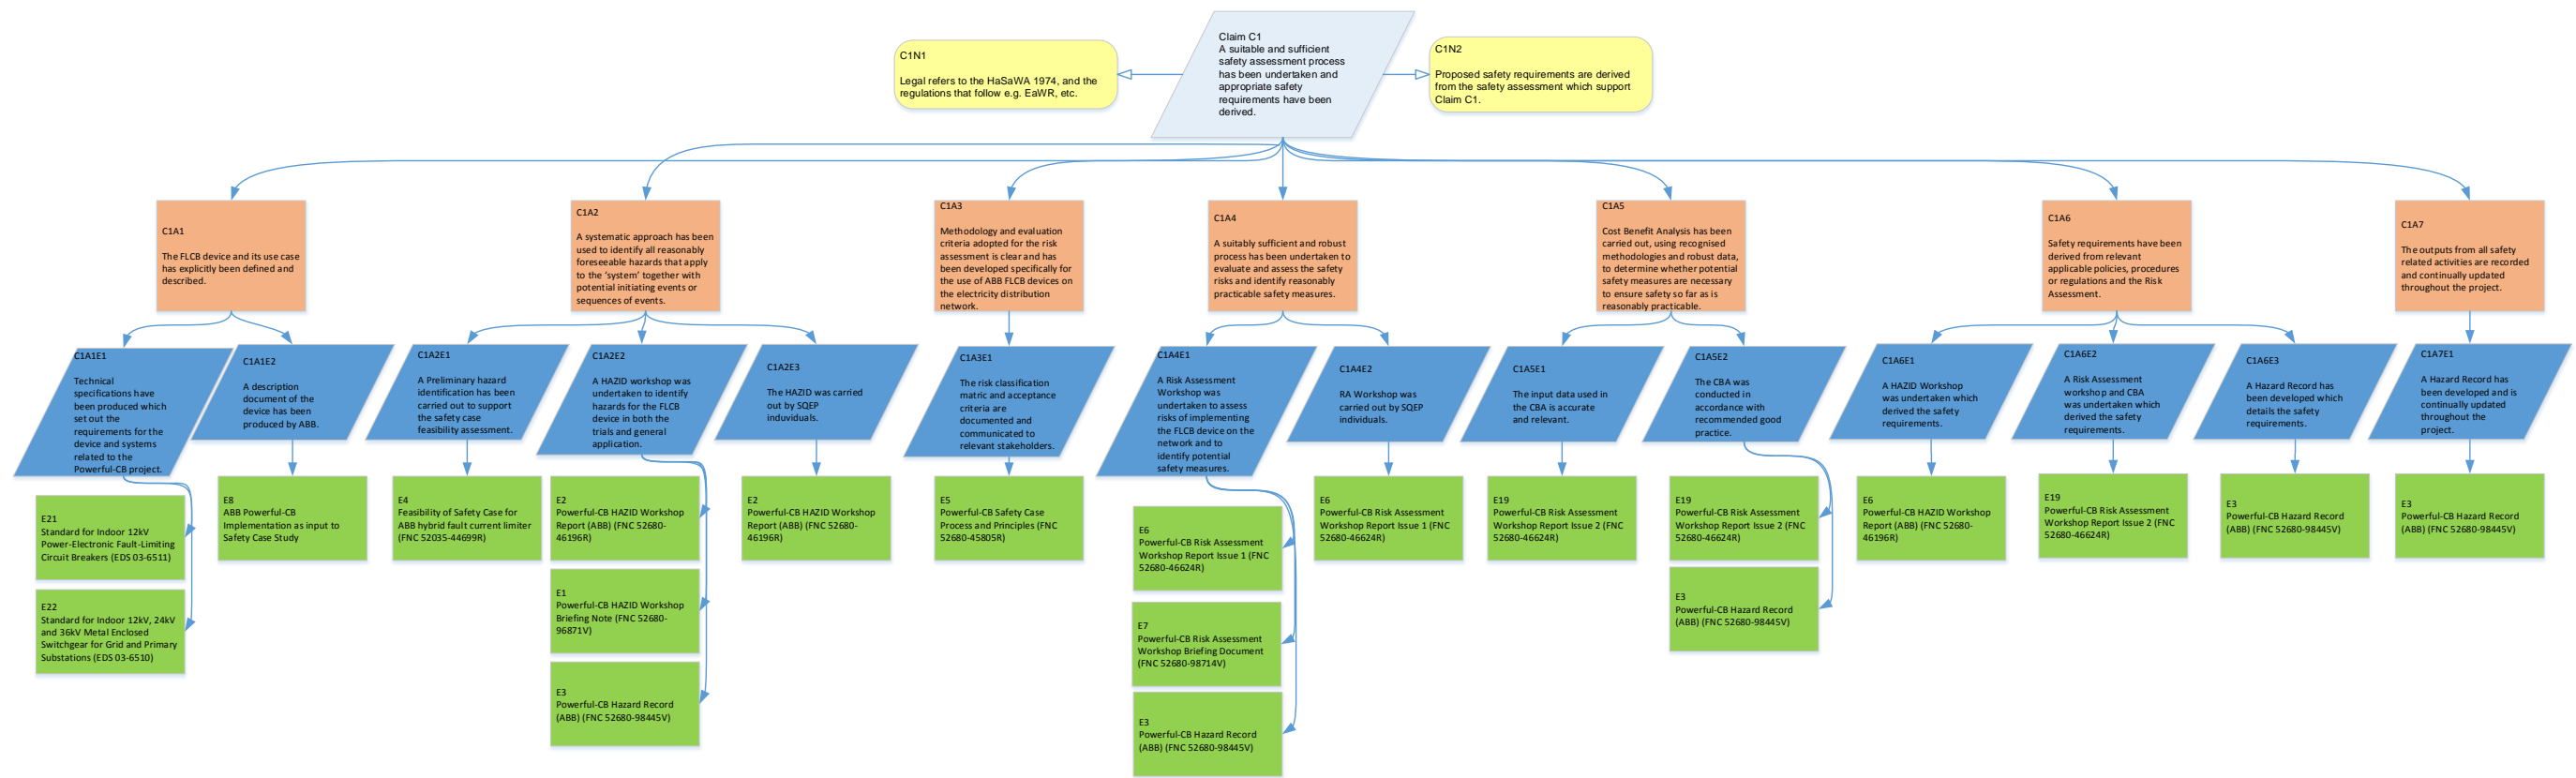 Claim C1
A suitable and sufficient
safety assessment process
has been undertaken and
appropriate safety
requirements have been
derived.
C1N1
Legal refers to the HaSaWA 1974, and the
regulations that follow e.g. EaWR, etc.
C1N2
Proposed safety requirements are derived
from the safety assessment which support
Claim C1.
C1A1
The FLCB device and its use case
has explicitly been defined and
described.
C1A2
A systematic approach has been
used to identify all reasonably
foreseeable hazards that apply
to the ‘system’ together with
potential initiating events or
sequences of events.
C1A3
Methodology and evaluation
criteria adopted for the risk
assessment is clear and has
been developed specifically for
the use of ABB FLCB devices on
the electricity distribution
network.
C1A4
A suitably sufficient and robust
process has been undertaken to
evaluate and assess the safety
risks and identify reasonably
practicable safety measures.
C1A5
Cost Benefit Analysis has been
carried out, using recognised
methodologies and robust data,
to determine whether potential
safety measures are necessary
to ensure safety so far as is
reasonably practicable.
C1A6
Safety requirements have been
derived from relevant
applicable policies, procedures
or regulations and the Risk
Assessment.
C1A7
The outputs from all safety
related activities are recorded
and continually updated
throughout the project.
C1A1E1
Technical
specifications have
been produced which
set out the
requirements for the
device and systems
related to the
Powerful-CB project.
C1A1E2
A description
document of the
device has been
produced by ABB.
C1A2E1
A Preliminary hazard
identification has been
carried out to support
the safety case
feasibility assessment.
C1A2E2
A HAZID workshop was
undertaken to identify
hazards for the FLCB
device in both the
trials and general
application.
C1A2E3
The HAZID was carried
out by SQEP
induviduals.
C1A3E1
The risk classification
matric and acceptance
criteria are
documented and
communicated to
relevant stakeholders.
C1A4E1
A Risk Assessment
Workshop was
undertaken to assess
risks of implementing
the FLCB device on the
network and to
identify potential
safety measures.
C1A4E2
RA Workshop was
carried out by SQEP
individuals.
C1A5E1
The input data used in
the CBA is accurate
and relevant.
C1A5E2
The CBA was
conducted in
accordance with
recommended good
practice.
C1A6E1
A HAZID Workshop
was undertaken which
derived the safety
requirements.
C1A6E2
A Risk Assessment
workshop and CBA
was undertaken which
derived the safety
requirements.
C1A6E3
A Hazard Record has
been developed which
details the safety
requirements.
C1A7E1
A Hazard Record has
been developed and is
continually updated
throughout the
project.
E21
Standard for Indoor 12kV
Power-Electronic Fault-Limiting
Circuit Breakers (EDS 03-6511)
E22
Standard for Indoor 12kV, 24kV
and 36kV Metal Enclosed
Switchgear for Grid and Primary
Substations (EDS 03-6510)
E8
ABB Powerful-CB
Implementation as input to
Safety Case Study
E4
Feasibility of Safety Case for
ABB hybrid fault current limiter
(FNC 52035-44699R)
E2
Powerful-CB HAZID Workshop
Report (ABB) (FNC 52680-
46196R)
E1
Powerful-CB HAZID Workshop
Briefing Note (FNC 52680-
96871V)
E3
Powerful-CB Hazard Record
(ABB) (FNC 52680-98445V)
E2
Powerful-CB HAZID Workshop
Report (ABB) (FNC 52680-
46196R)
E5
Powerful-CB Safety Case
Process and Principles (FNC
52680-45805R)
E6
Powerful-CB Risk Assessment
Workshop Report Issue 1 (FNC
52680-46624R)
E7
Powerful-CB Risk Assessment
Workshop Briefing Document
(FNC 52680-98714V)
E3
Powerful-CB Hazard Record
(ABB) (FNC 52680-98445V)
E6
Powerful-CB Risk Assessment
Workshop Report Issue 1 (FNC
52680-46624R)
E19
Powerful-CB Risk Assessment
Workshop Report Issue 2 (FNC
52680-46624R)
E19
Powerful-CB Risk Assessment
Workshop Report Issue 2 (FNC
52680-46624R)
E3
Powerful-CB Hazard Record
(ABB) (FNC 52680-98445V)
E6
Powerful-CB HAZID Workshop
Report (ABB) (FNC 52680-
46196R)
E19
Powerful-CB Risk Assessment
Workshop Report Issue 2 (FNC
52680-46624R)
E3
Powerful-CB Hazard Record
(ABB) (FNC 52680-98445V)
E3
Powerful-CB Hazard Record
(ABB) (FNC 52680-98445V)